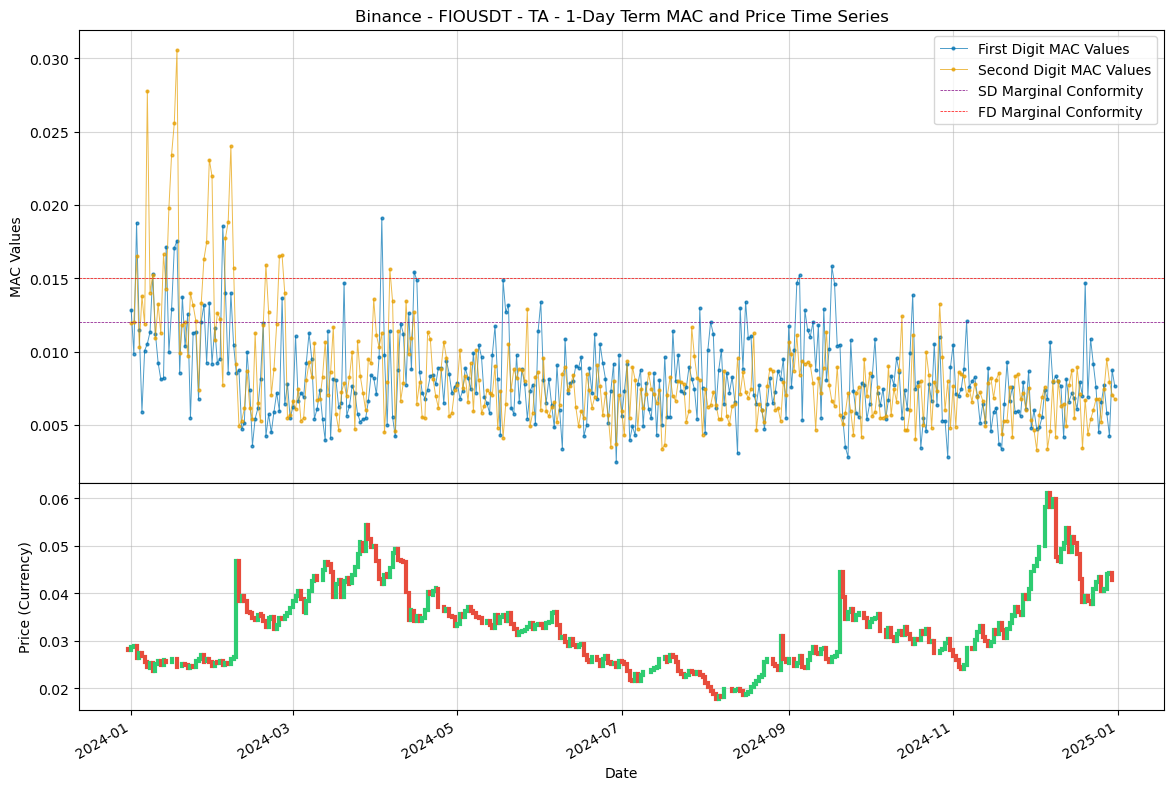 Binance - FIOUSDT - TA - 1-Day Term MAC and Price Time Series
First Digit MAC Values
Second Digit MAC Values
SD Marginal Conformity
FD Marginal Conformity
MAC Values
0.030
0.025
0.020
0.015
0.010
0.005
Price (Currency)
0.06
0.05
0.04
0.03
0.02
2024-01
2024-03
2024-05
2024-07
2024-09
2024-11
2025-01
Date